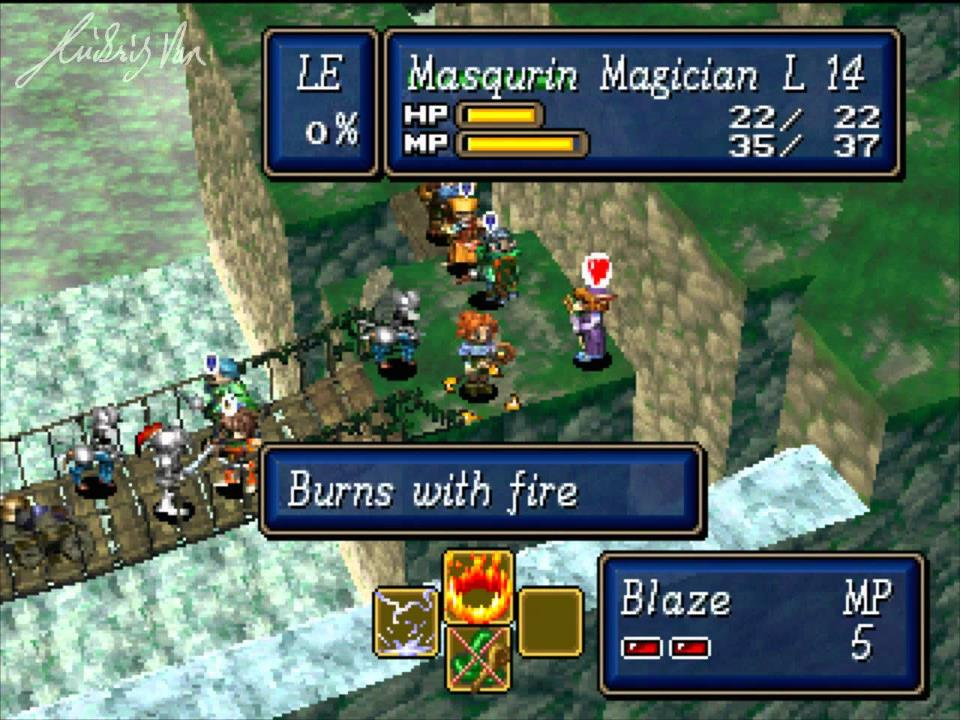 LE
0%
Masqurin Magician L 14
HP 22/ 22
MP 35/ 37
Burns with fire
Blaze MP
5